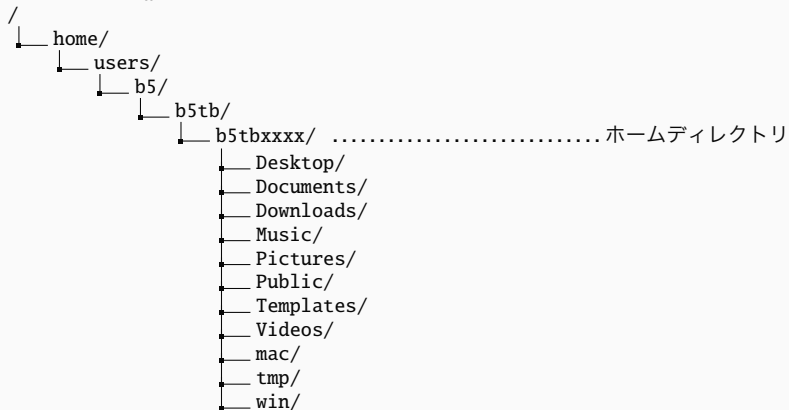 /
home/
users/
b5/
b5tb/
b5tbxxxx/ ............................. ホームディレクトリ
Desktop/
Documents/
Downloads/
Music/
Pictures/
Public/
Templates/
Videos/
mac/
tmp/
win/